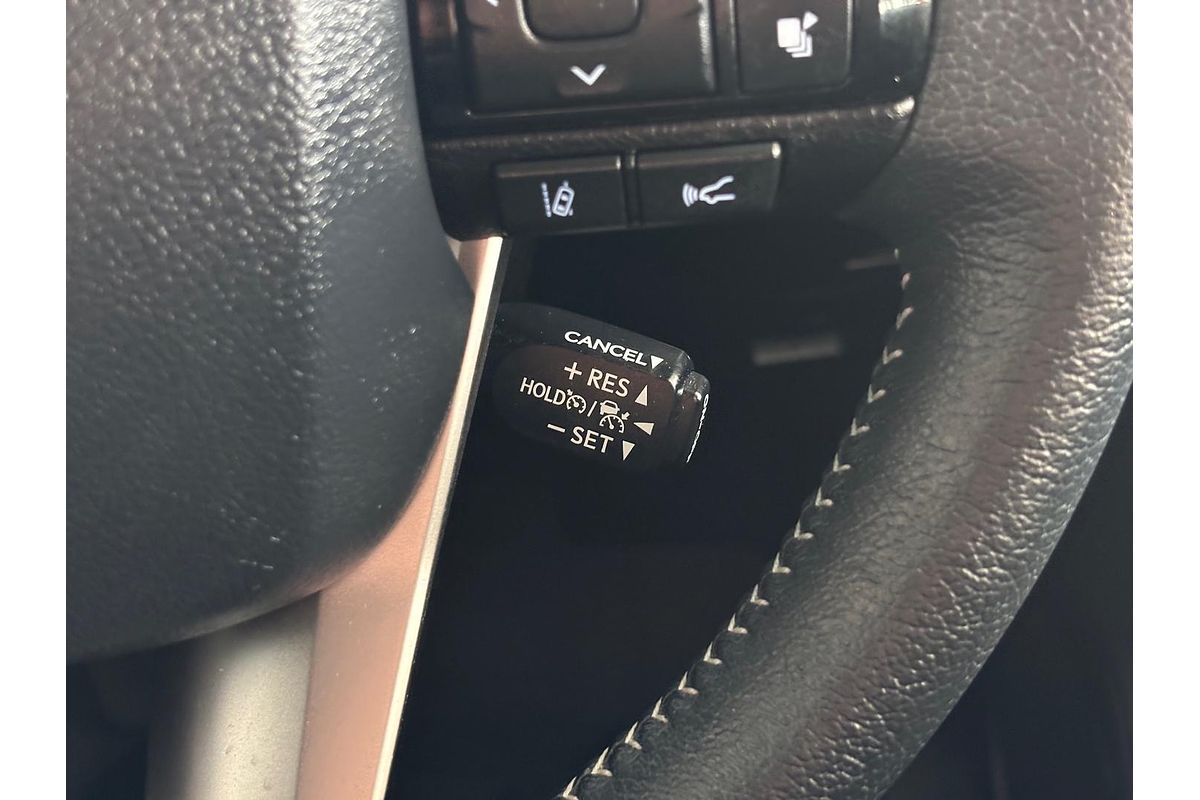 CANCEL▼
+ RES ▲
HOLD / ◀
− SET ▼